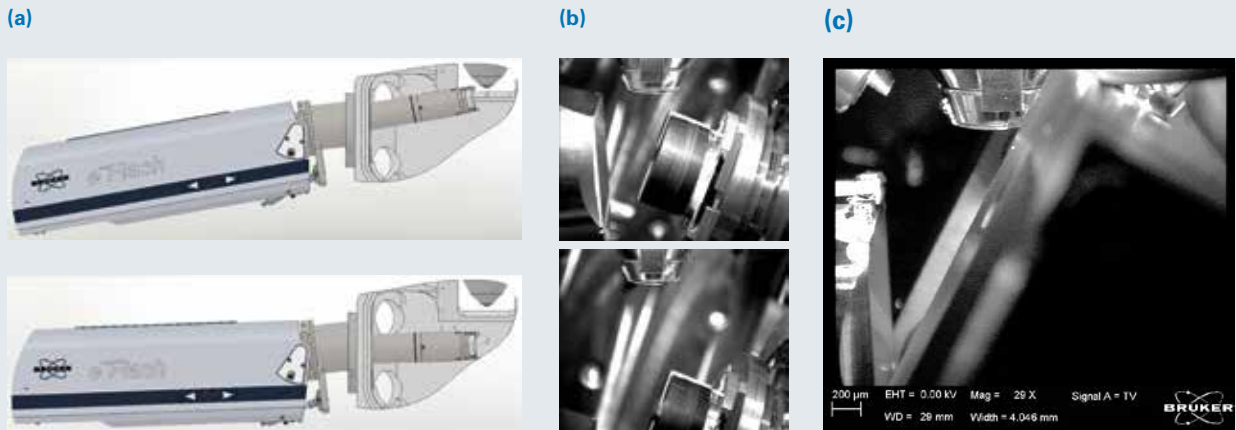 (a)
(b)
(c)
BRUKER
e⁻Flash
BRUKER
e⁻Flash
200 µm
EHT = 0.00 kV
Mag = 29 X
Signal A = TV
WD = 29 mm
Width = 4.046 mm
BRUKER